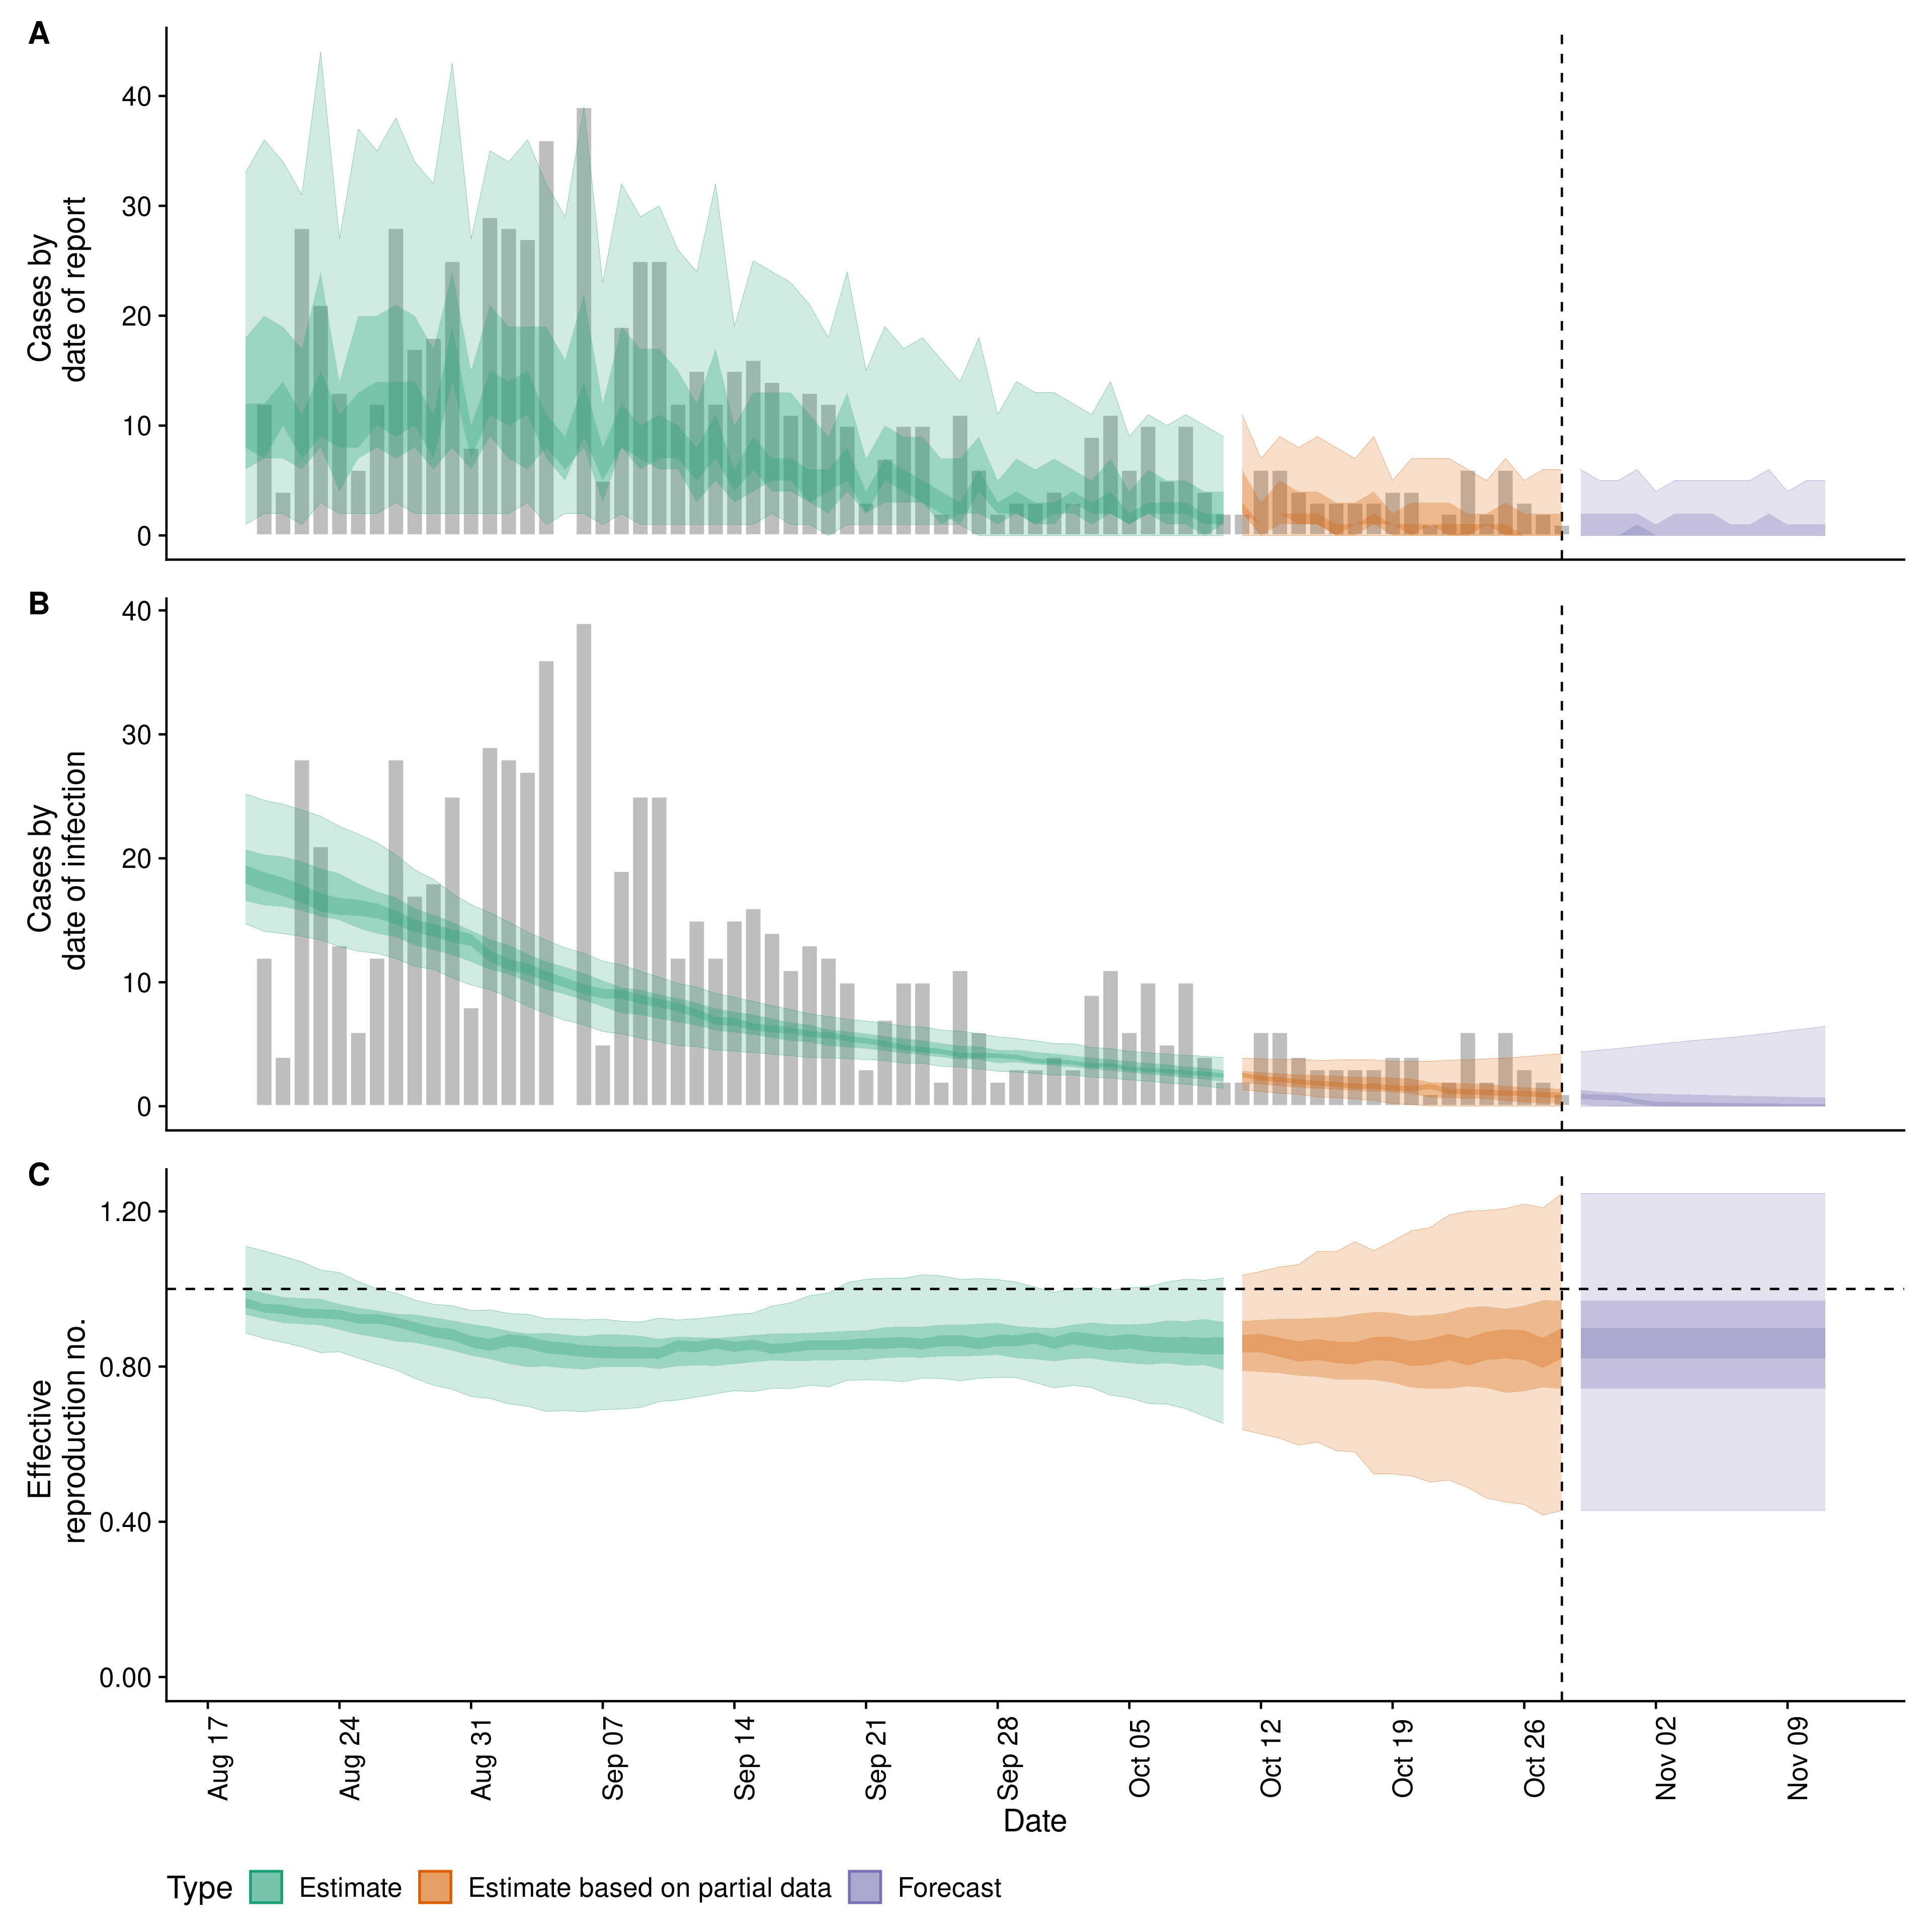 A
Cases by
date of report
40
30
20
10
0
B
Cases by
date of infection
40
30
20
10
0
C
Effective
reproduction no.
1.20
0.80
0.40
0.00
Aug 17
Aug 24
Aug 31
Sep 07
Sep 14
Sep 21
Sep 28
Oct 05
Oct 12
Oct 19
Oct 26
Nov 02
Nov 09
Date
Type Estimate Estimate based on partial data Forecast